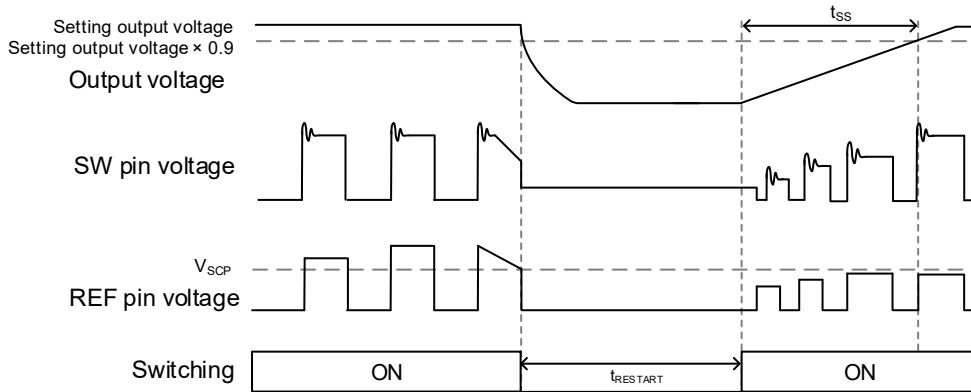 Setting output voltage
tSS
Setting output voltage × 0.9
Output voltage
SW pin voltage
VSCP
REF pin voltage
Switching
ON
tRESTART
ON